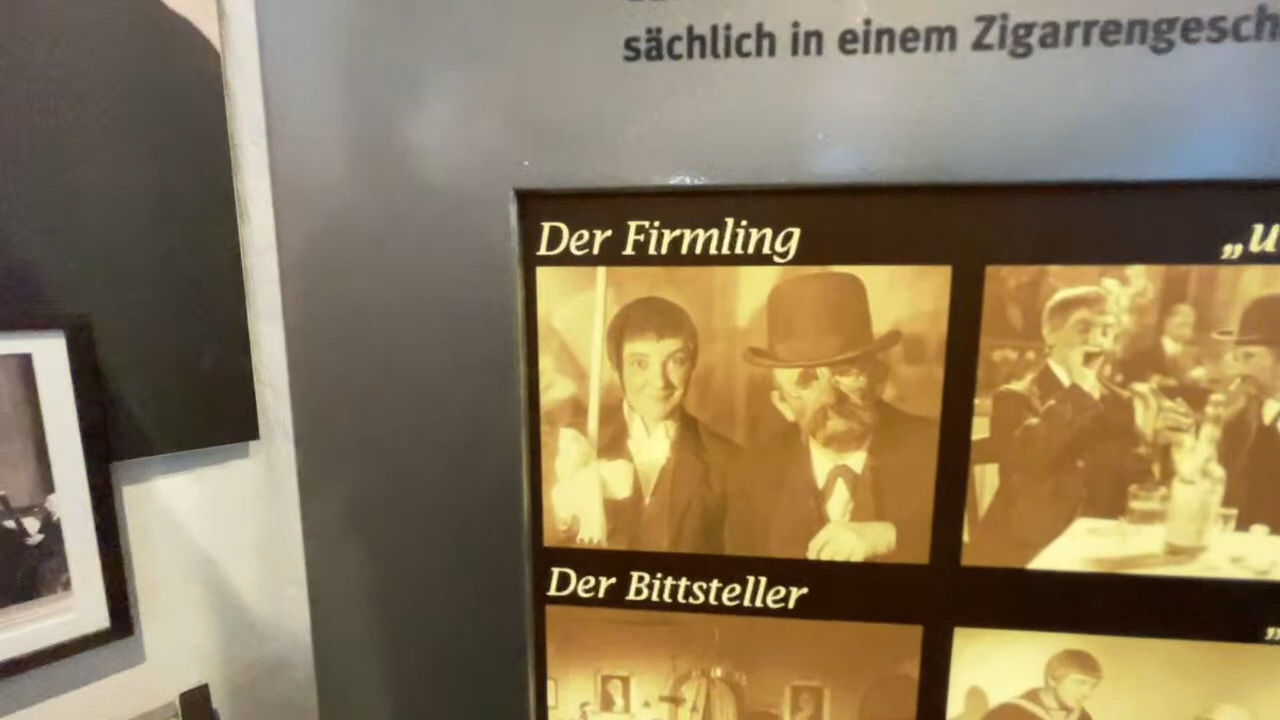 sächlich in einem Zigarrengesch
Der Firmling „u
Der Bittsteller „